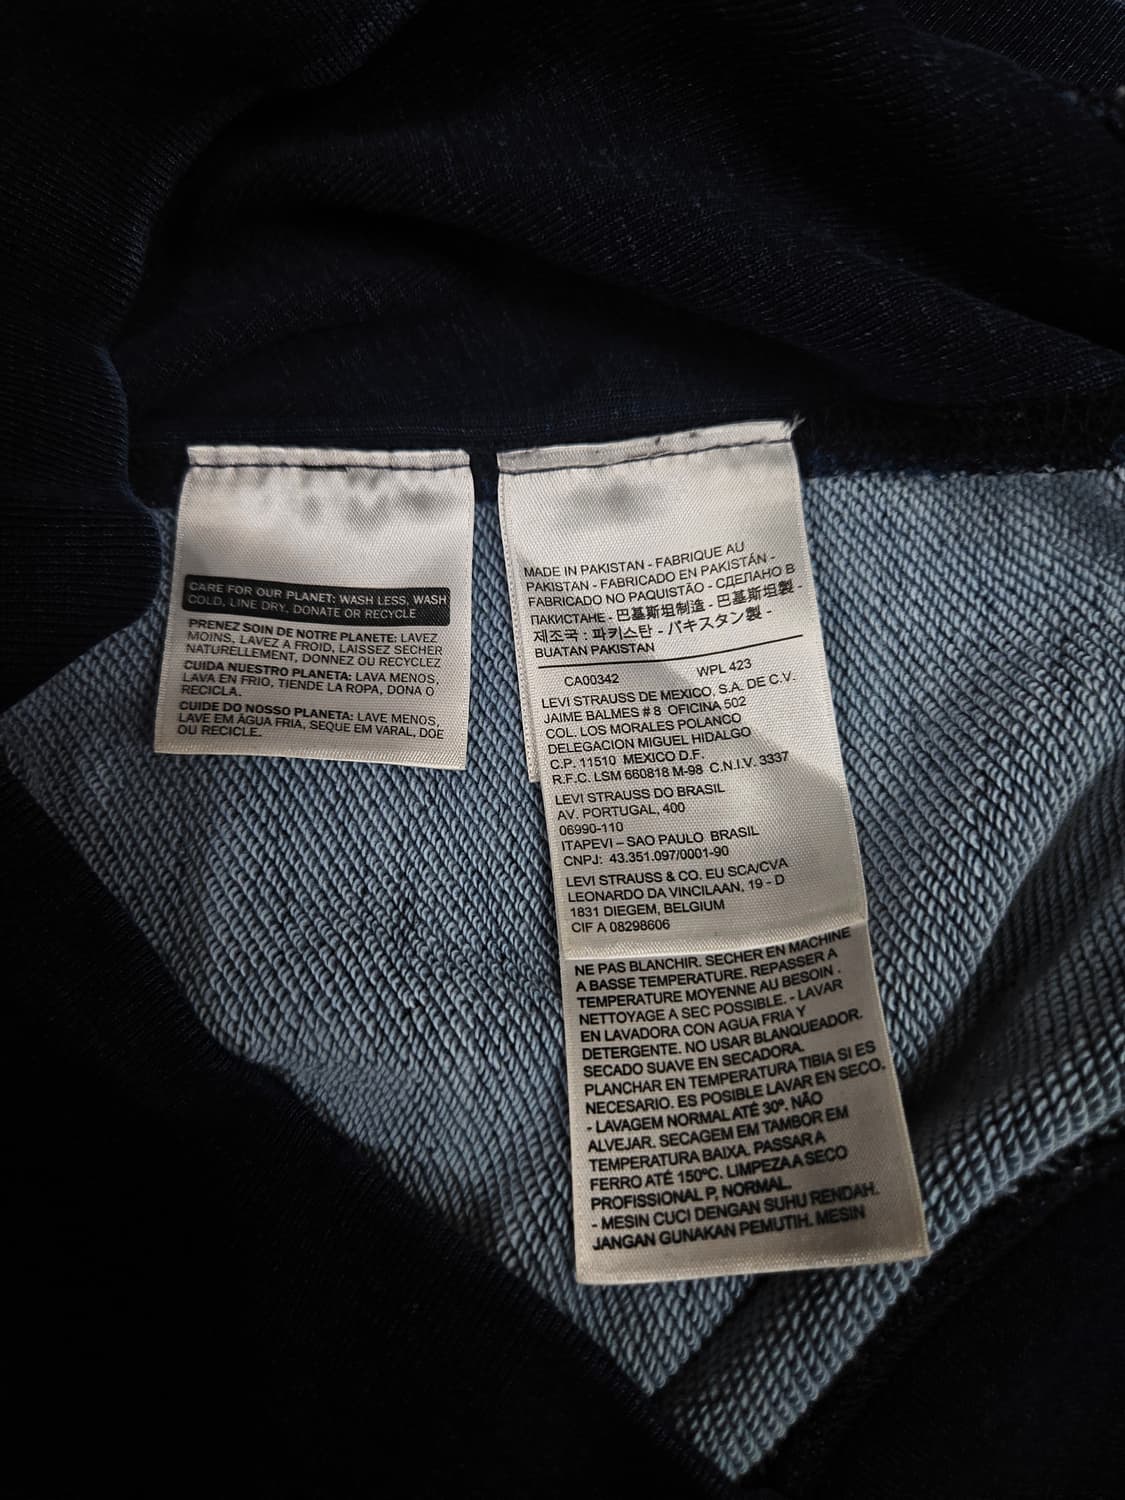 CARE FOR OUR PLANET: WASH LESS, WASH
COLD, LINE DRY, DONATE OR RECYCLE
PRENEZ SOIN DE NOTRE PLANETE: LAVEZ
MOINS, LAVEZ A FROID, LAISSEZ SECHER
NATURELLEMENT, DONNEZ OU RECYCLEZ
CUIDA NUESTRO PLANETA: LAVA MENOS,
LAVA EN FRIO, TIENDE LA ROPA, DONA O
RECICLA.
CUIDE DO NOSSO PLANETA: LAVE MENOS,
LAVE EM ÀGUA FRIA, SEQUE EM VARAL, DOE
OU RECICLE.
MADE IN PAKISTAN - FABRIQUE AU
PAKISTAN - FABRICADO EN PAKISTÁN -
FABRICADO NO PAQUISTÃO - СДЕЛАНО В
ПАКИСТАНЕ - 巴基斯坦制造 - 巴基斯坦製 -
제조국 : 파키스탄 - パキスタン製 -
BUATAN PAKISTAN
CA00342 WPL 423
LEVI STRAUSS DE MEXICO, S.A. DE C.V.
JAIME BALMES # 8 OFICINA 502
COL. LOS MORALES POLANCO
DELEGACION MIGUEL HIDALGO
C.P. 11510 MEXICO D.F.
R.F.C. LSM 660818 M-98 C.N.I.V. 3337
LEVI STRAUSS DO BRASIL
AV. PORTUGAL, 400
06990-110
ITAPEVI – SAO PAULO BRASIL
CNPJ: 43.351.097/0001-90
LEVI STRAUSS & CO. EU SCA/CVA
LEONARDO DA VINCILAAN, 19 - D
1831 DIEGEM, BELGIUM
CIF A 08298606
NE PAS BLANCHIR. SECHER EN MACHINE
A BASSE TEMPERATURE. REPASSER A
TEMPERATURE MOYENNE AU BESOIN .
NETTOYAGE A SEC POSSIBLE. - LAVAR
EN LAVADORA CON AGUA FRIA Y
DETERGENTE. NO USAR BLANQUEADOR.
SECADO SUAVE EN SECADORA.
PLANCHAR EN TEMPERATURA TIBIA SI ES
NECESARIO. ES POSIBLE LAVAR EN SECO.
- LAVAGEM NORMAL ATÉ 30º. NÃO
ALVEJAR. SECAGEM EM TAMBOR EM
TEMPERATURA BAIXA. PASSAR A
FERRO ATÉ 150ºC. LIMPEZA A SECO
PROFISSIONAL P, NORMAL.
- MESIN CUCI DENGAN SUHU RENDAH.
JANGAN GUNAKAN PEMUTIH. MESIN